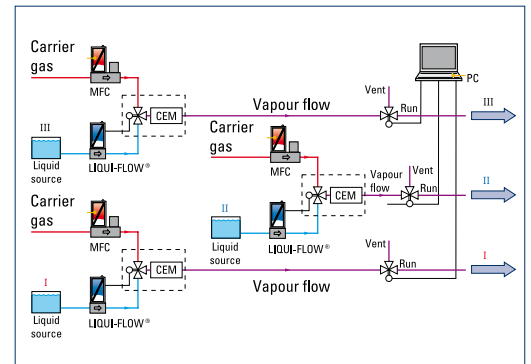 Carrier
gas
MFC
III
Liquid
source
LIQUI-FLOW®
CEM
Vapour flow
Vent
Run
PC
III
Carrier
gas
MFC
II
Liquid
source
LIQUI-FLOW®
CEM
Vapour
flow
Vent
Run
II
Carrier
gas
MFC
I
Liquid
source
LIQUI-FLOW®
CEM
Vapour flow
Vent
Run
I